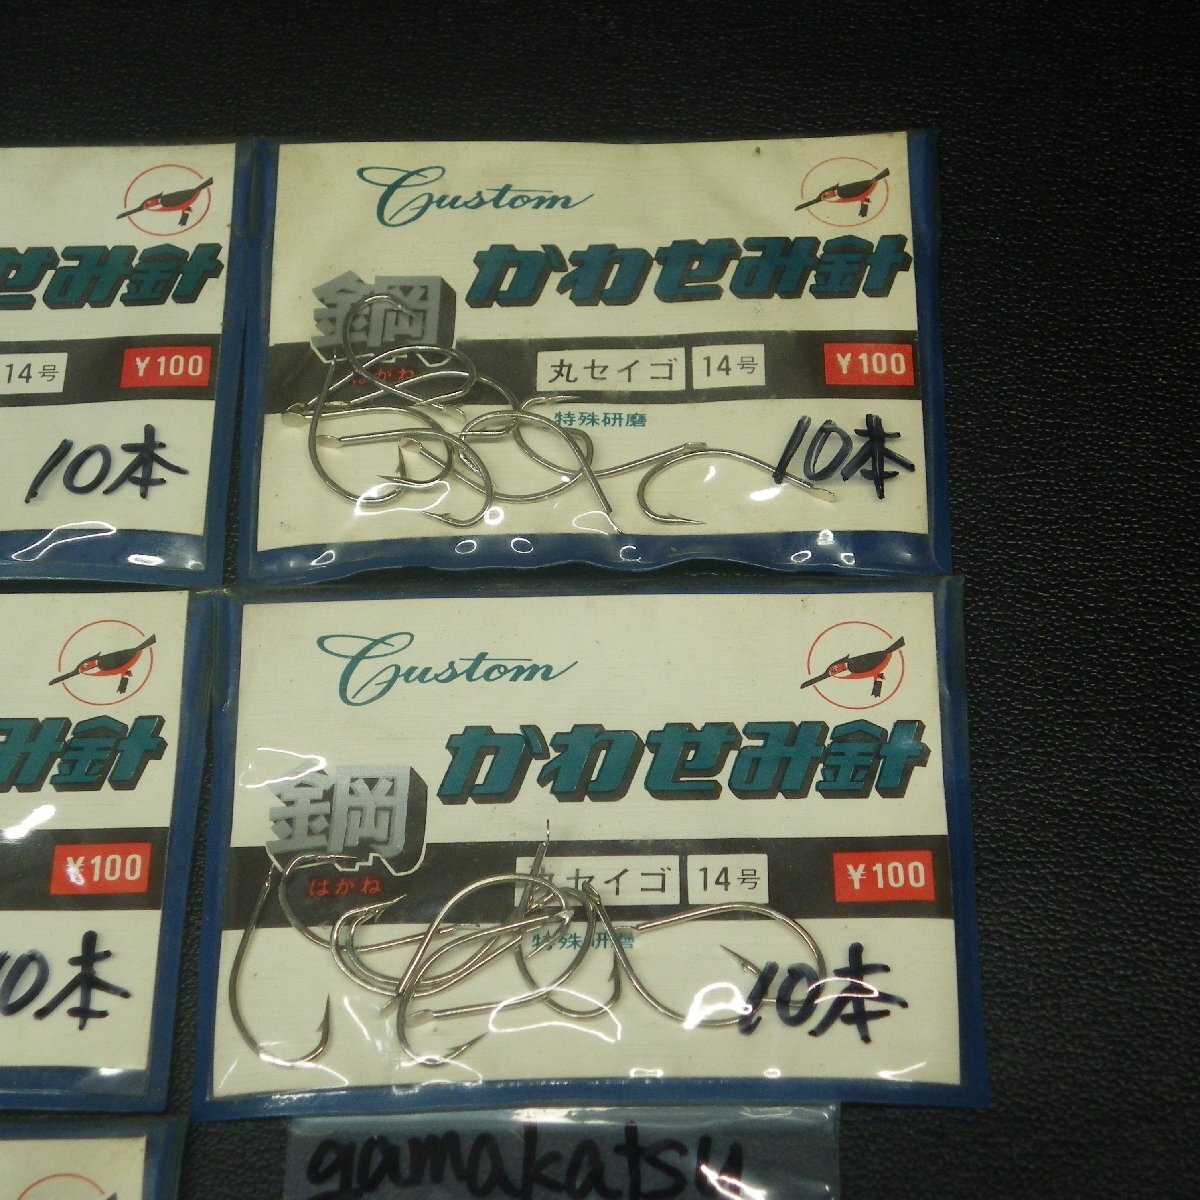 せみ針
14号
¥100
10本
Custom
かわせみ針
鋼
はがね
丸セイゴ
14号
¥100
特殊研磨
10本
み針
¥100
10本
Custom
かわせみ針
鋼
はがね
丸セイゴ
14号
¥100
特殊研磨
10本
gamakatsu